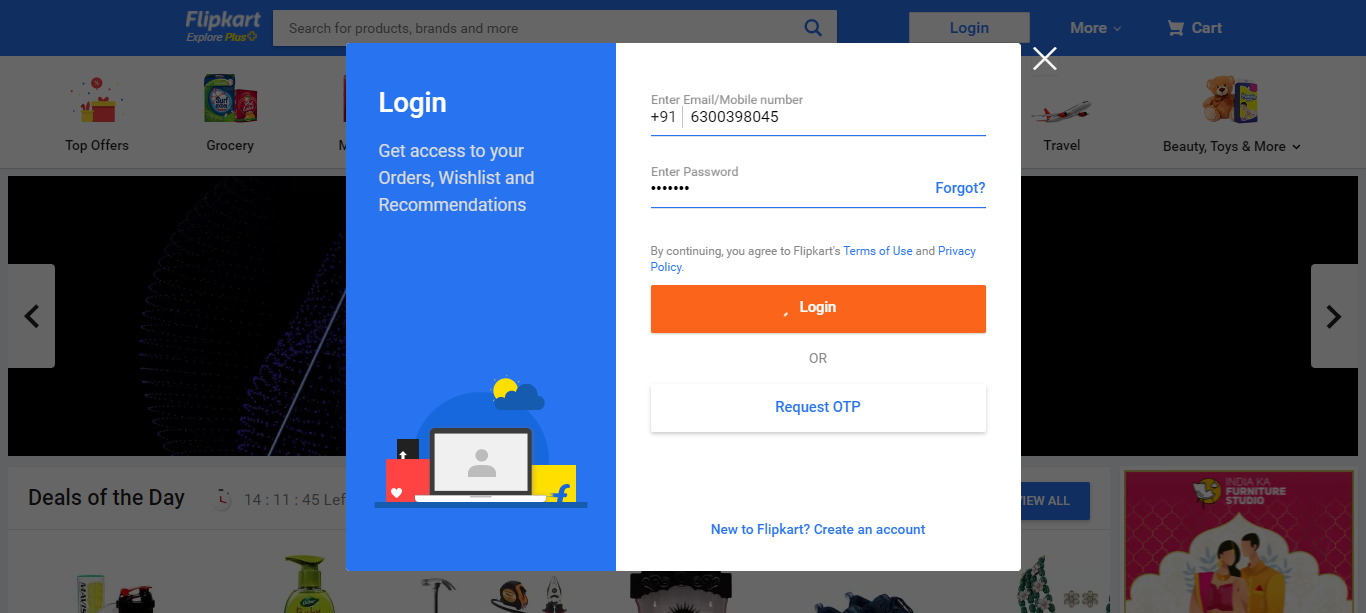 Flipkart
Explore Plus
Search for products, brands and more
Login
More
Cart
Top Offers
Grocery
M
Travel
Beauty, Toys & More
Login
Get access to your
Orders, Wishlist and
Recommendations
Enter Email/Mobile number
+91 6300398045
Enter Password
•••••••
Forgot?
By continuing, you agree to Flipkart's Terms of Use and Privacy
Policy.
Login
OR
Request OTP
New to Flipkart? Create an account
Deals of the Day
14 : 11 : 45 Lef
IEW ALL
INDIA KA
FURNITURE
STUDIO